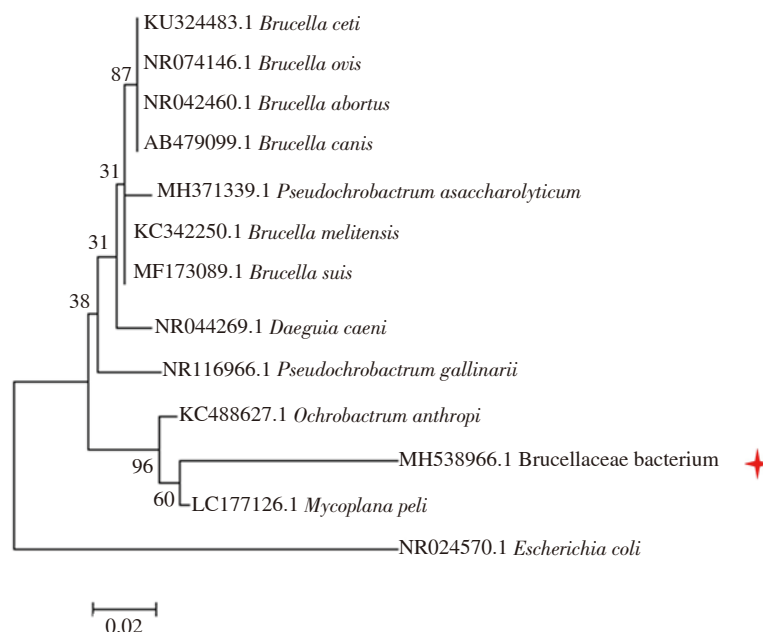 KU324483.1 Brucella ceti
NR074146.1 Brucella ovis
87
NR042460.1 Brucella abortus
AB479099.1 Brucella canis
31
MH371339.1 Pseudochrobactrum asaccharolyticum
KC342250.1 Brucella melitensis
31
MF173089.1 Brucella suis
38
NR044269.1 Daeguia caeni
NR116966.1 Pseudochrobactrum gallinarii
KC488627.1 Ochrobactrum anthropi
96
MH538966.1 Brucellaceae bacterium
60
LC177126.1 Mycoplana peli
NR024570.1 Escherichia coli
0.02